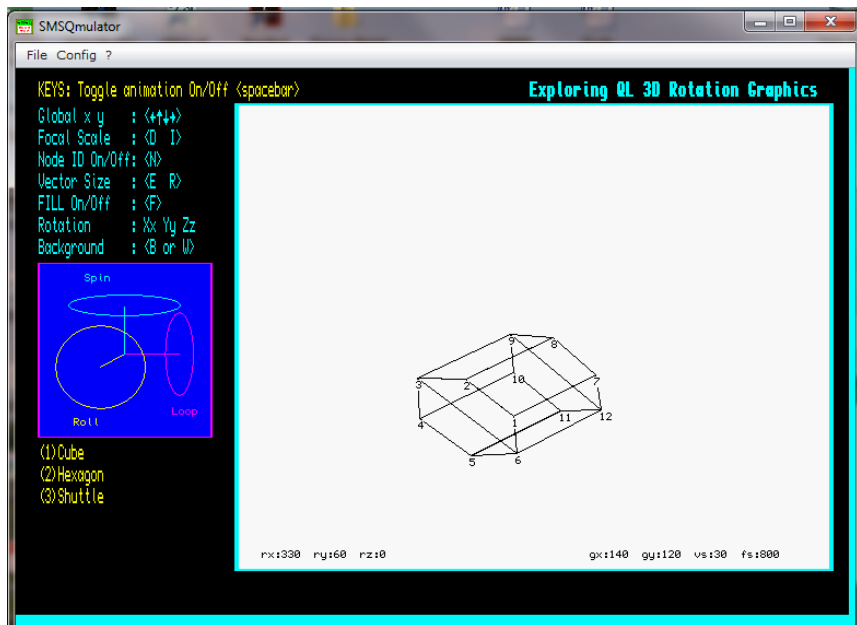 SMSQmulator
File Config ?
KEYS: Toggle animation On/Off <spacebar>
Exploring QL 3D Rotation Graphics
Global x y : <←↑↓→>
Focal Scale : <O I>
Node ID On/Off: <N>
Vector Size : <E R>
FILL On/Off : <F>
Rotation : Xx Yy Zz
Background : <B or W>
Spin
Roll
Loop
(1)Cube
(2)Hexagon
(3)Shuttle
9
8
10
3
2
7
4
1
11
12
5
6
rx:330 ry:60 rz:0
gx:140 gy:120 vs:30 fs:800